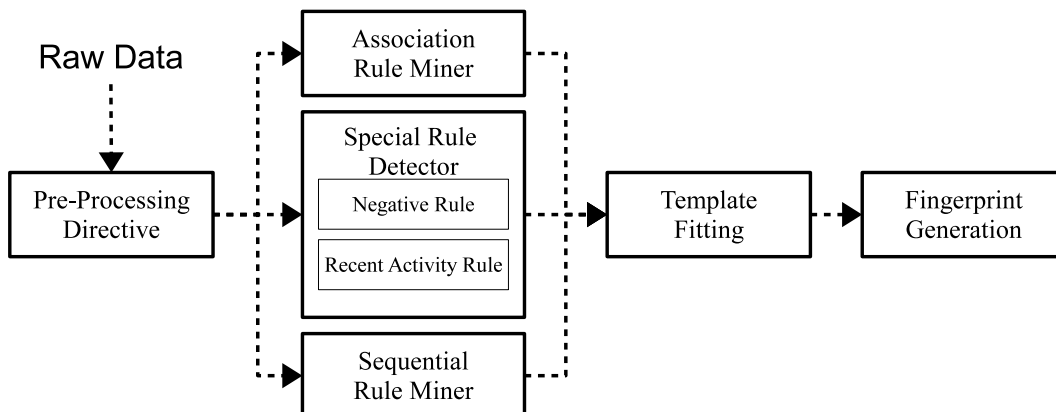 Raw Data
Pre-Processing
Directive
Association
Rule Miner
Special Rule
Detector
Negative Rule
Recent Activity Rule
Sequential
Rule Miner
Template
Fitting
Fingerprint
Generation